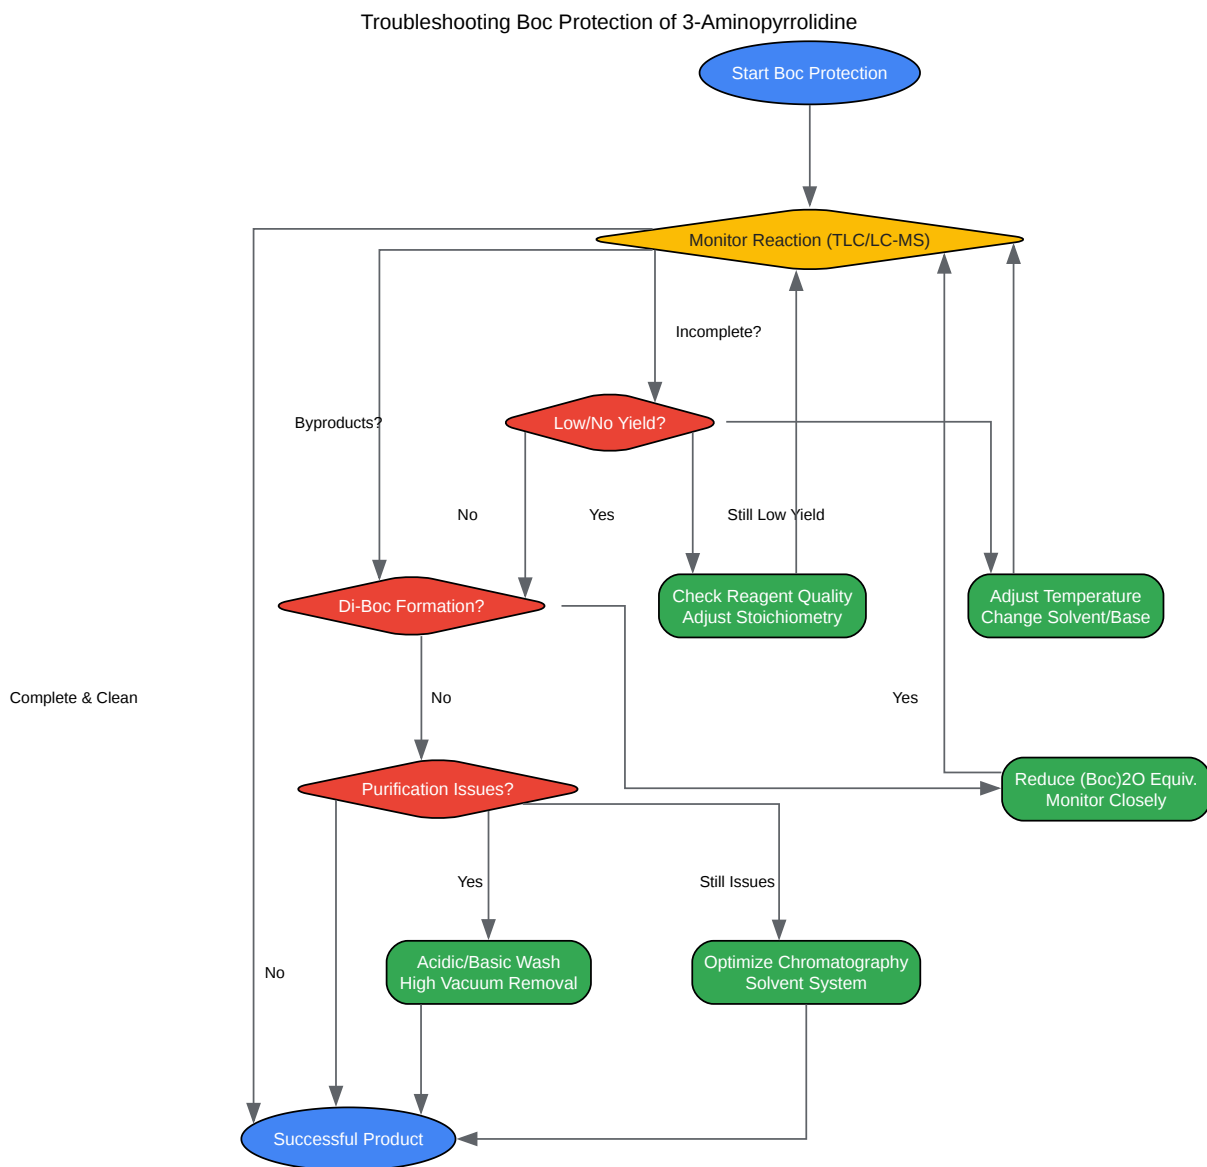 Troubleshooting Boc Protection of 3-Aminopyrrolidine
Start Boc Protection
Monitor Reaction (TLC/LC-MS)
Incomplete?
Byproducts?
Low/No Yield?
No
Yes
Still Low Yield
Di-Boc Formation?
Check Reagent Quality
Adjust Stoichiometry
Adjust Temperature
Change Solvent/Base
Complete & Clean
No
Yes
Purification Issues?
Reduce (Boc)2O Equiv.
Monitor Closely
Yes
Still Issues
No
Acidic/Basic Wash
High Vacuum Removal
Optimize Chromatography
Solvent System
Successful Product